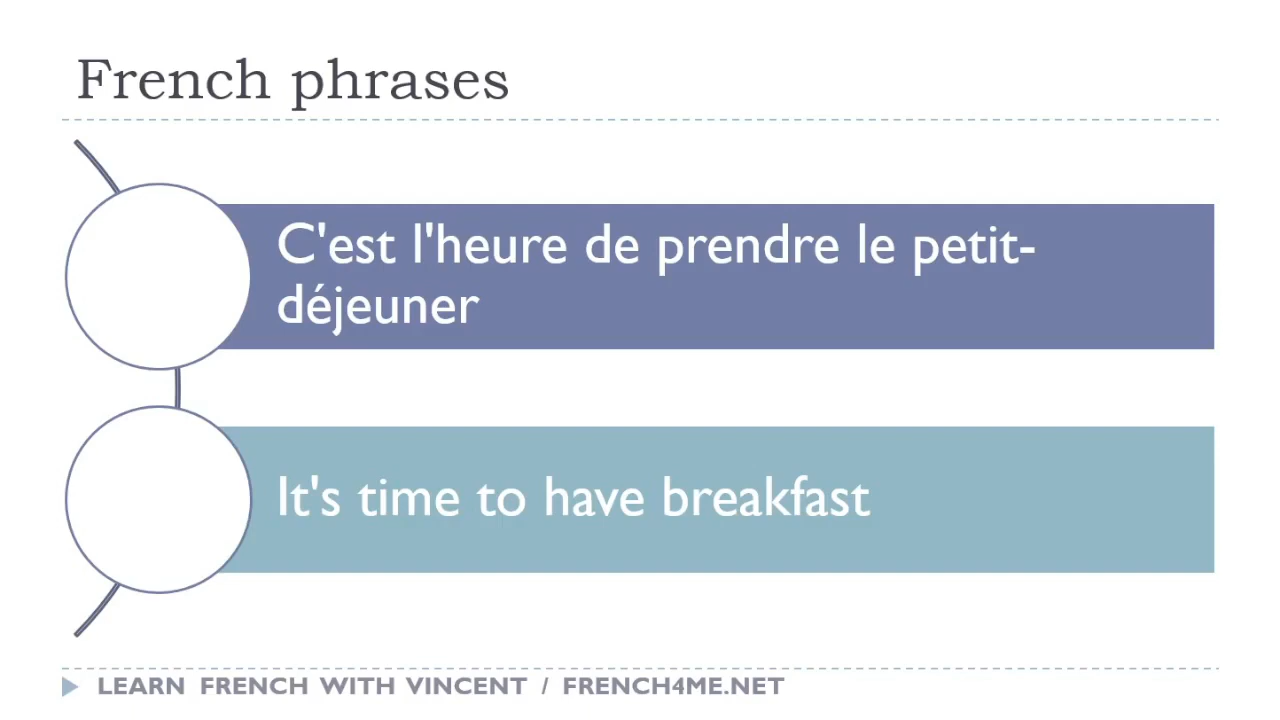 French phrases
C'est l'heure de prendre le petit-
déjeuner
It's time to have breakfast
LEARN FRENCH WITH VINCENT / FRENCH4ME.NET